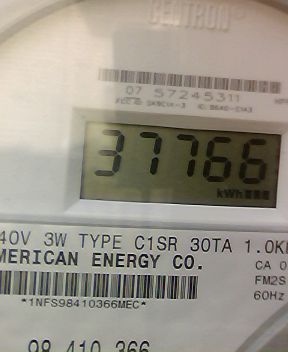 CENTRON®
07 57245311
37766
kWh
40V 3W TYPE C1SR 30TA 1.0K
MERICAN ENERGY CO.
CA 0
FM2S
*1NFS98410366MEC*
60Hz
98 410 366